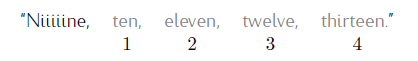 “Niiiiine, ten, eleven, twelve, thirteen.”
1 2 3 4